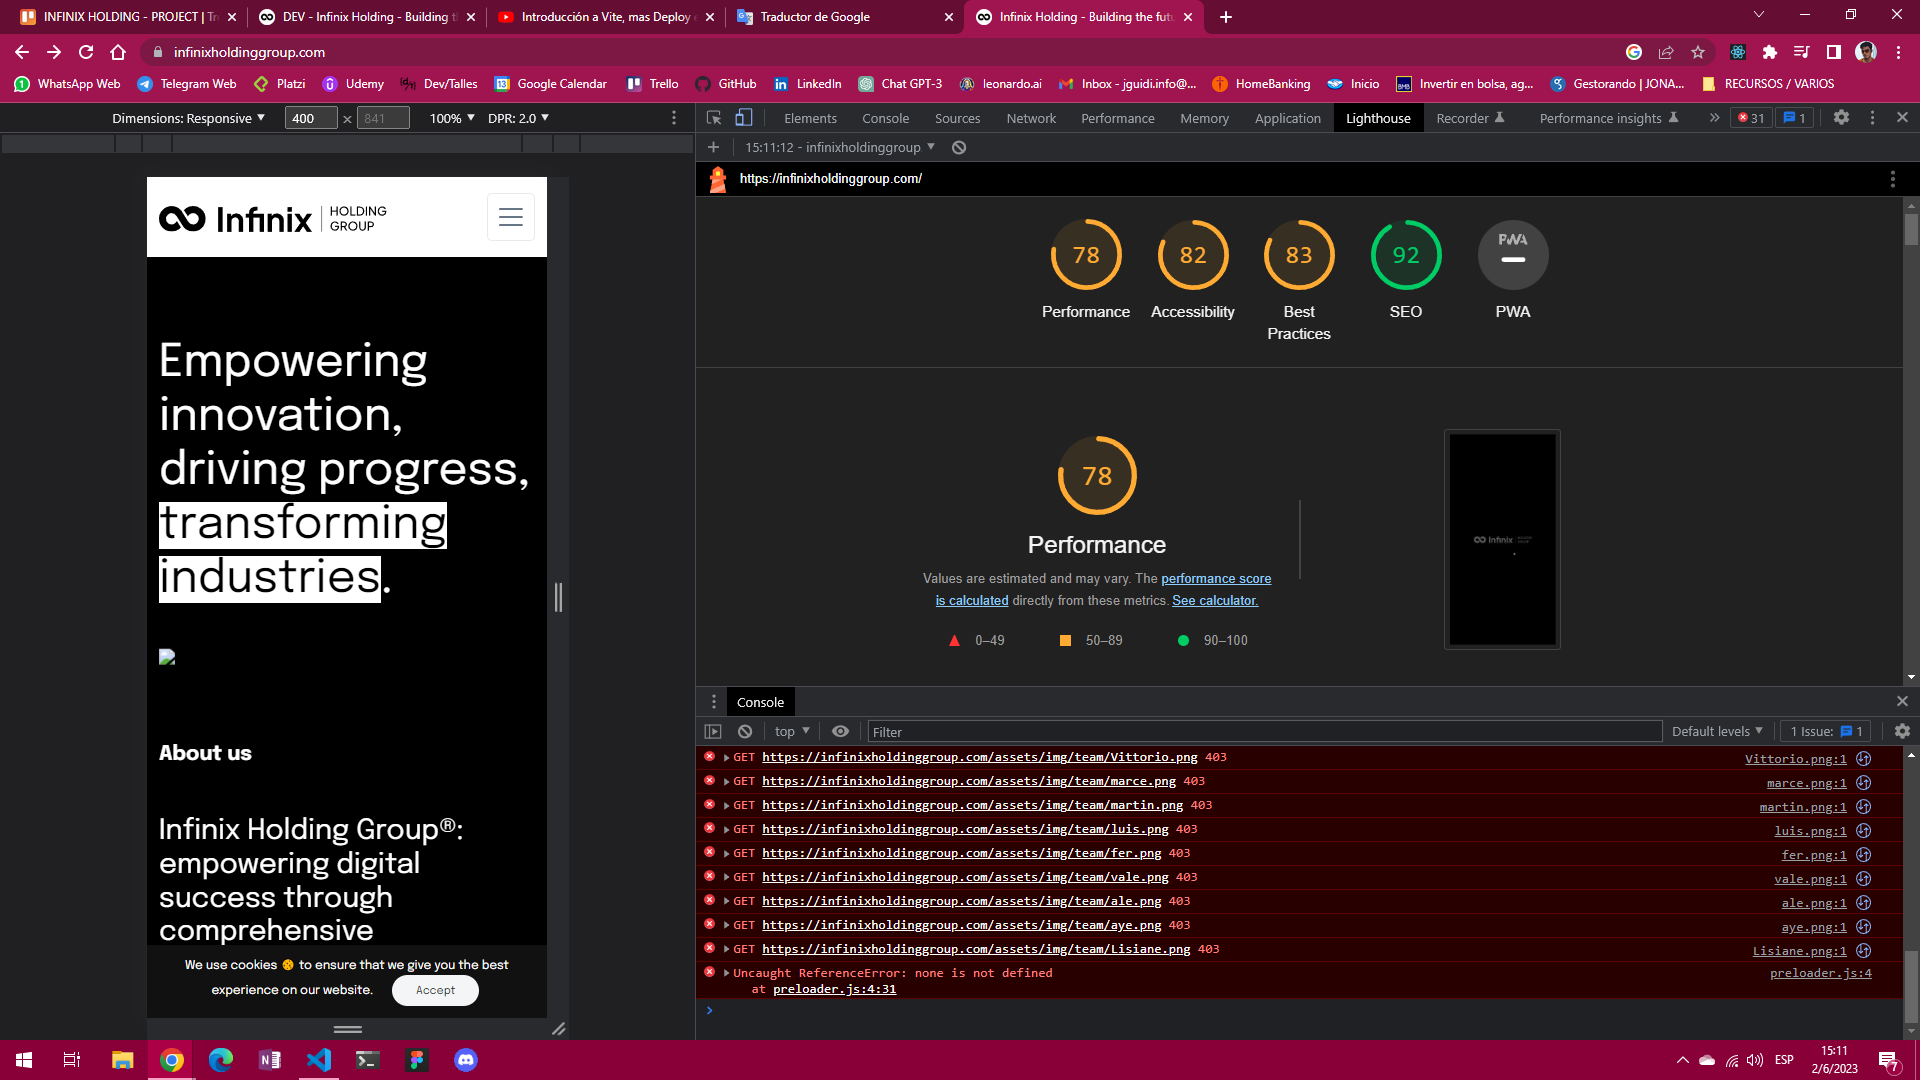 INFINIX HOLDING - PROJECT | Tr
DEV - Infinix Holding - Building t
Introducción a Vite, mas Deploy
Traductor de Google
Infinix Holding - Building the fut
infinixholdinggroup.com
WhatsApp Web
Telegram Web
Platzi
Udemy
Dev/Talles
Google Calendar
Trello
GitHub
LinkedIn
Chat GPT-3
leonardo.ai
Inbox - jguidi.info@...
HomeBanking
Inicio
Invertir en bolsa, ag...
Gestorando | JONA...
RECURSOS / VARIOS
Dimensions: Responsive
400 × 841
100%
DPR: 2.0
Elements
Console
Sources
Network
Performance
Memory
Application
Lighthouse
Recorder
Performance insights
31
1
15:11:12 - infinixholdinggroup
https://infinixholdinggroup.com/
Infinix HOLDING
GROUP
Empowering
innovation,
driving progress,
transforming
industries.
About us
Infinix Holding Group®:
empowering digital
success through
comprehensive
We use cookies 🍪 to ensure that we give you the best
experience on our website. Accept
78 82 83 92 PWA
Performance
Accessibility
Best
Practices
SEO
PWA
78
Performance
Values are estimated and may vary. The performance score
is calculated directly from these metrics. See calculator.
0–49 50–89 90–100
Infinix
Console
top
Filter
Default levels
1 Issue: 1
GET https://infinixholdinggroup.com/assets/img/team/Vittorio.png 403 Vittorio.png:1
GET https://infinixholdinggroup.com/assets/img/team/marce.png 403 marce.png:1
GET https://infinixholdinggroup.com/assets/img/team/martin.png 403 martin.png:1
GET https://infinixholdinggroup.com/assets/img/team/luis.png 403 luis.png:1
GET https://infinixholdinggroup.com/assets/img/team/fer.png 403 fer.png:1
GET https://infinixholdinggroup.com/assets/img/team/vale.png 403 vale.png:1
GET https://infinixholdinggroup.com/assets/img/team/ale.png 403 ale.png:1
GET https://infinixholdinggroup.com/assets/img/team/aye.png 403 aye.png:1
GET https://infinixholdinggroup.com/assets/img/team/Lisiane.png 403 Lisiane.png:1
Uncaught ReferenceError: none is not defined preloader.js:4
at preloader.js:4:31
ESP
15:11
2/6/2023
7